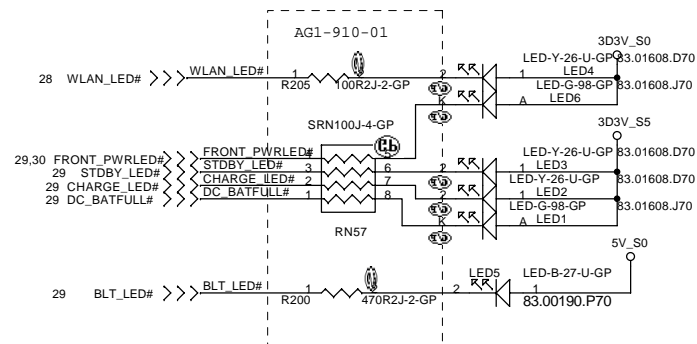 AG1-910-01
3D3V_S0
LED-Y-26-U-GP 83.01608.D70
28 WLAN_LED# WLAN_LED# 1 2 1 LED4
R205 100R2J-2-GP LED-G-98-GP 83.01608.J70
K A LED6
SRN100J-4-GP
3D3V_S5
29,30 FRONT_PWRLED# FRONT_PWRLED# 4 5 LED-Y-26-U-GP 83.01608.D70
29 STDBY_LED# STDBY_LED# 3 6 2 1 LED3
29 CHARGE_LED# CHARGE_LED# 2 7 LED-Y-26-U-GP 83.01608.D70
29 DC_BATFULL# DC_BATFULL# 1 8 2 1 LED2
LED-G-98-GP 83.01608.J70
K A LED1
RN57
5V_S0
LED5 LED-B-27-U-GP
29 BLT_LED# BLT_LED# 1 2 1
R200 470R2J-2-GP 83.00190.P70